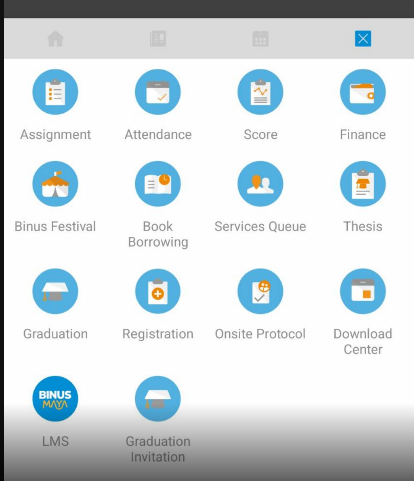 Assignment Attendance Score Finance
Binus Festival Book Borrowing Services Queue Thesis
Graduation Registration Onsite Protocol Download Center
BINUS
MAYA
LMS Graduation Invitation